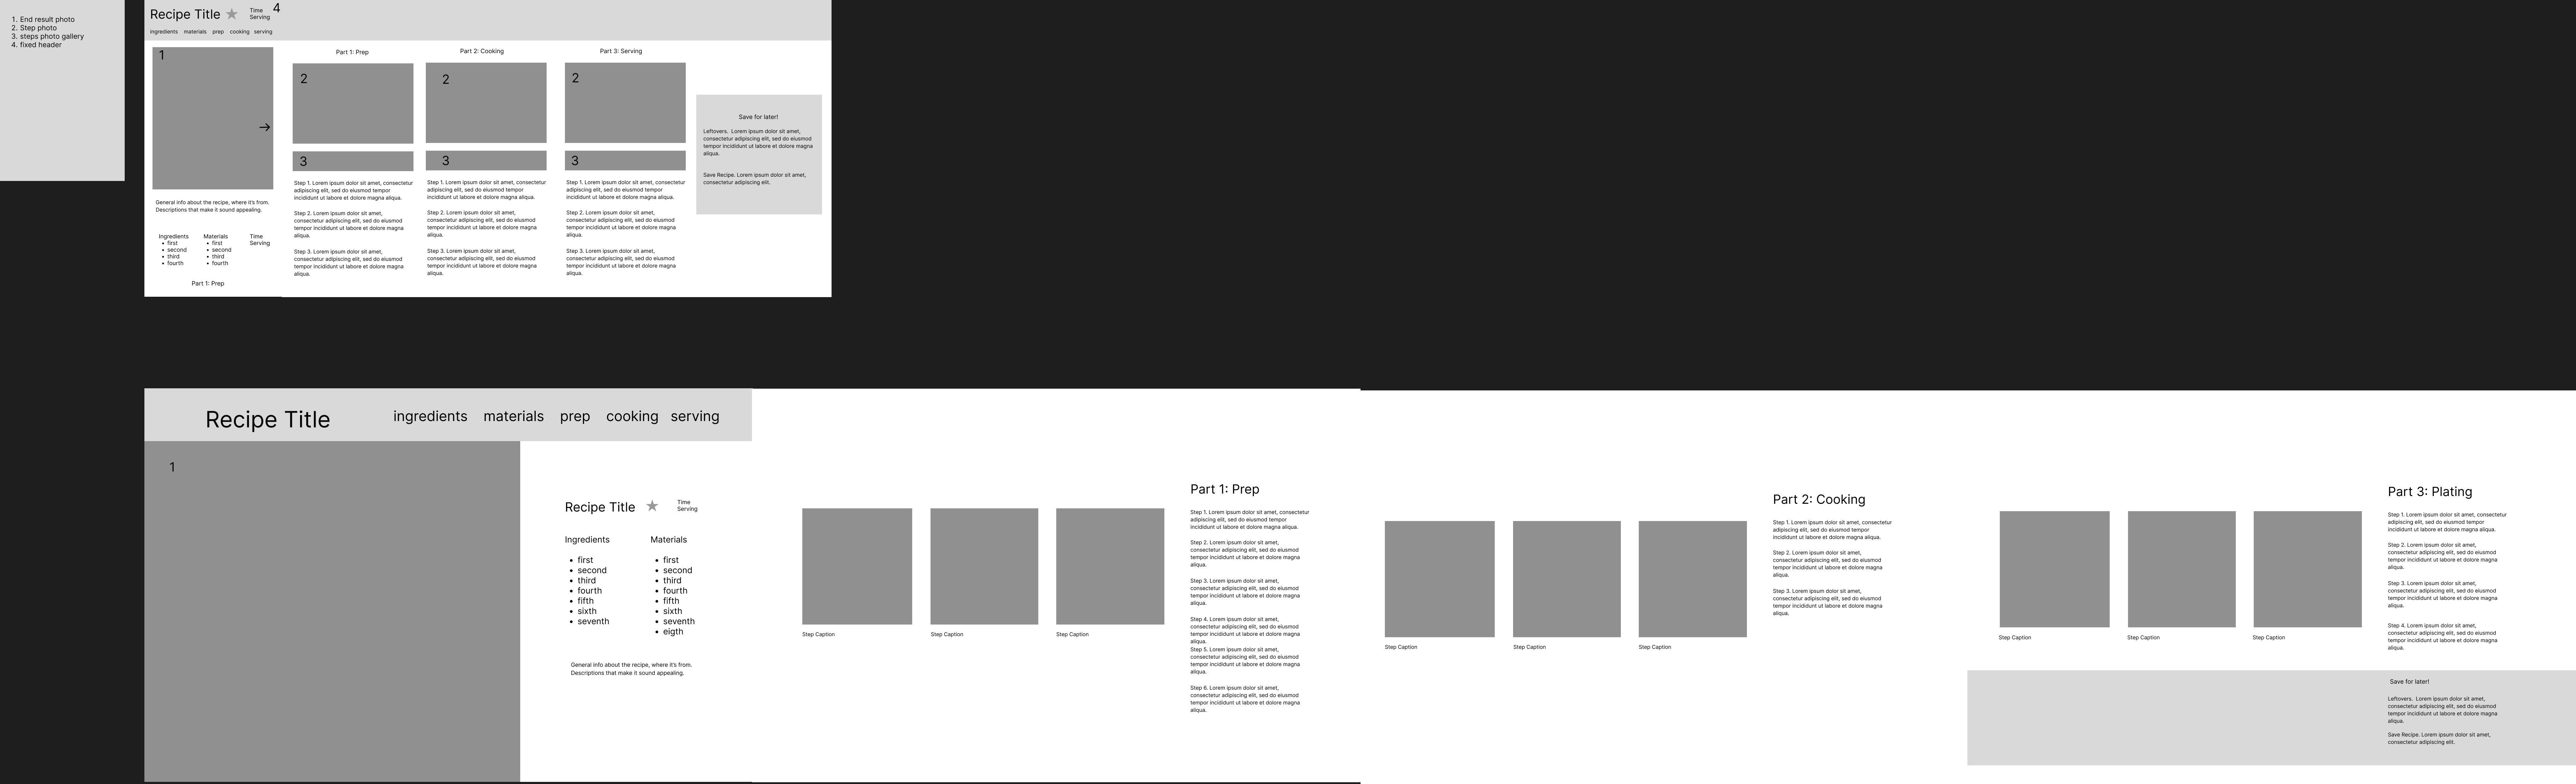 1. End result photo
2. Step photo
3. steps photo gallery
4. fixed header
Recipe Title
Time
Serving
4
ingredients materials prep cooking serving
1
General info about the recipe, where it's from.
Descriptions that make it sound appealing.
Ingredients
first
second
third
fourth
Materials
first
second
third
fourth
Time
Serving
Part 1: Prep
Part 1: Prep
2
3
Step 1. Lorem ipsum dolor sit amet, consectetur
adipiscing elit, sed do eiusmod tempor
incididunt ut labore et dolore magna aliqua.
Step 2. Lorem ipsum dolor sit amet,
consectetur adipiscing elit, sed do eiusmod
tempor incididunt ut labore et dolore magna
aliqua.
Step 3. Lorem ipsum dolor sit amet,
consectetur adipiscing elit, sed do eiusmod
tempor incididunt ut labore et dolore magna
aliqua.
Part 2: Cooking
2
3
Step 1. Lorem ipsum dolor sit amet, consectetur
adipiscing elit, sed do eiusmod tempor
incididunt ut labore et dolore magna aliqua.
Step 2. Lorem ipsum dolor sit amet,
consectetur adipiscing elit, sed do eiusmod
tempor incididunt ut labore et dolore magna
aliqua.
Step 3. Lorem ipsum dolor sit amet,
consectetur adipiscing elit, sed do eiusmod
tempor incididunt ut labore et dolore magna
aliqua.
Part 3: Serving
2
3
Step 1. Lorem ipsum dolor sit amet, consectetur
adipiscing elit, sed do eiusmod tempor
incididunt ut labore et dolore magna aliqua.
Step 2. Lorem ipsum dolor sit amet,
consectetur adipiscing elit, sed do eiusmod
tempor incididunt ut labore et dolore magna
aliqua.
Step 3. Lorem ipsum dolor sit amet,
consectetur adipiscing elit, sed do eiusmod
tempor incididunt ut labore et dolore magna
aliqua.
Save for later!
Leftovers. Lorem ipsum dolor sit amet,
consectetur adipiscing elit, sed do eiusmod
tempor incididunt ut labore et dolore magna
aliqua.
Save Recipe. Lorem ipsum dolor sit amet,
consectetur adipiscing elit.
Recipe Title
ingredients materials prep cooking serving
1
Recipe Title
Time
Serving
Ingredients
first
second
third
fourth
fifth
sixth
seventh
Materials
first
second
third
fourth
fifth
sixth
seventh
eigth
General info about the recipe, where it's from.
Descriptions that make it sound appealing.
Step Caption
Step Caption
Step Caption
Part 1: Prep
Step 1. Lorem ipsum dolor sit amet, consectetur
adipiscing elit, sed do eiusmod tempor
incididunt ut labore et dolore magna aliqua.
Step 2. Lorem ipsum dolor sit amet,
consectetur adipiscing elit, sed do eiusmod
tempor incididunt ut labore et dolore magna
aliqua.
Step 3. Lorem ipsum dolor sit amet,
consectetur adipiscing elit, sed do eiusmod
tempor incididunt ut labore et dolore magna
aliqua.
Step 4. Lorem ipsum dolor sit amet,
consectetur adipiscing elit, sed do eiusmod
tempor incididunt ut labore et dolore magna
aliqua.
Step 5. Lorem ipsum dolor sit amet,
consectetur adipiscing elit, sed do eiusmod
tempor incididunt ut labore et dolore magna
aliqua.
Step 6. Lorem ipsum dolor sit amet,
consectetur adipiscing elit, sed do eiusmod
tempor incididunt ut labore et dolore magna
aliqua.
Step Caption
Step Caption
Step Caption
Part 2: Cooking
Step 1. Lorem ipsum dolor sit amet, consectetur
adipiscing elit, sed do eiusmod tempor
incididunt ut labore et dolore magna aliqua.
Step 2. Lorem ipsum dolor sit amet,
consectetur adipiscing elit, sed do eiusmod
tempor incididunt ut labore et dolore magna
aliqua.
Step 3. Lorem ipsum dolor sit amet,
consectetur adipiscing elit, sed do eiusmod
tempor incididunt ut labore et dolore magna
aliqua.
Step Caption
Step Caption
Step Caption
Part 3: Plating
Step 1. Lorem ipsum dolor sit amet, consectetur
adipiscing elit, sed do eiusmod tempor
incididunt ut labore et dolore magna aliqua.
Step 2. Lorem ipsum dolor sit amet,
consectetur adipiscing elit, sed do eiusmod
tempor incididunt ut labore et dolore magna
aliqua.
Step 3. Lorem ipsum dolor sit amet,
consectetur adipiscing elit, sed do eiusmod
tempor incididunt ut labore et dolore magna
aliqua.
Step 4. Lorem ipsum dolor sit amet,
consectetur adipiscing elit, sed do eiusmod
tempor incididunt ut labore et dolore magna
aliqua.
Save for later!
Leftovers. Lorem ipsum dolor sit amet,
consectetur adipiscing elit, sed do eiusmod
tempor incididunt ut labore et dolore magna
aliqua.
Save Recipe. Lorem ipsum dolor sit amet,
consectetur adipiscing elit.